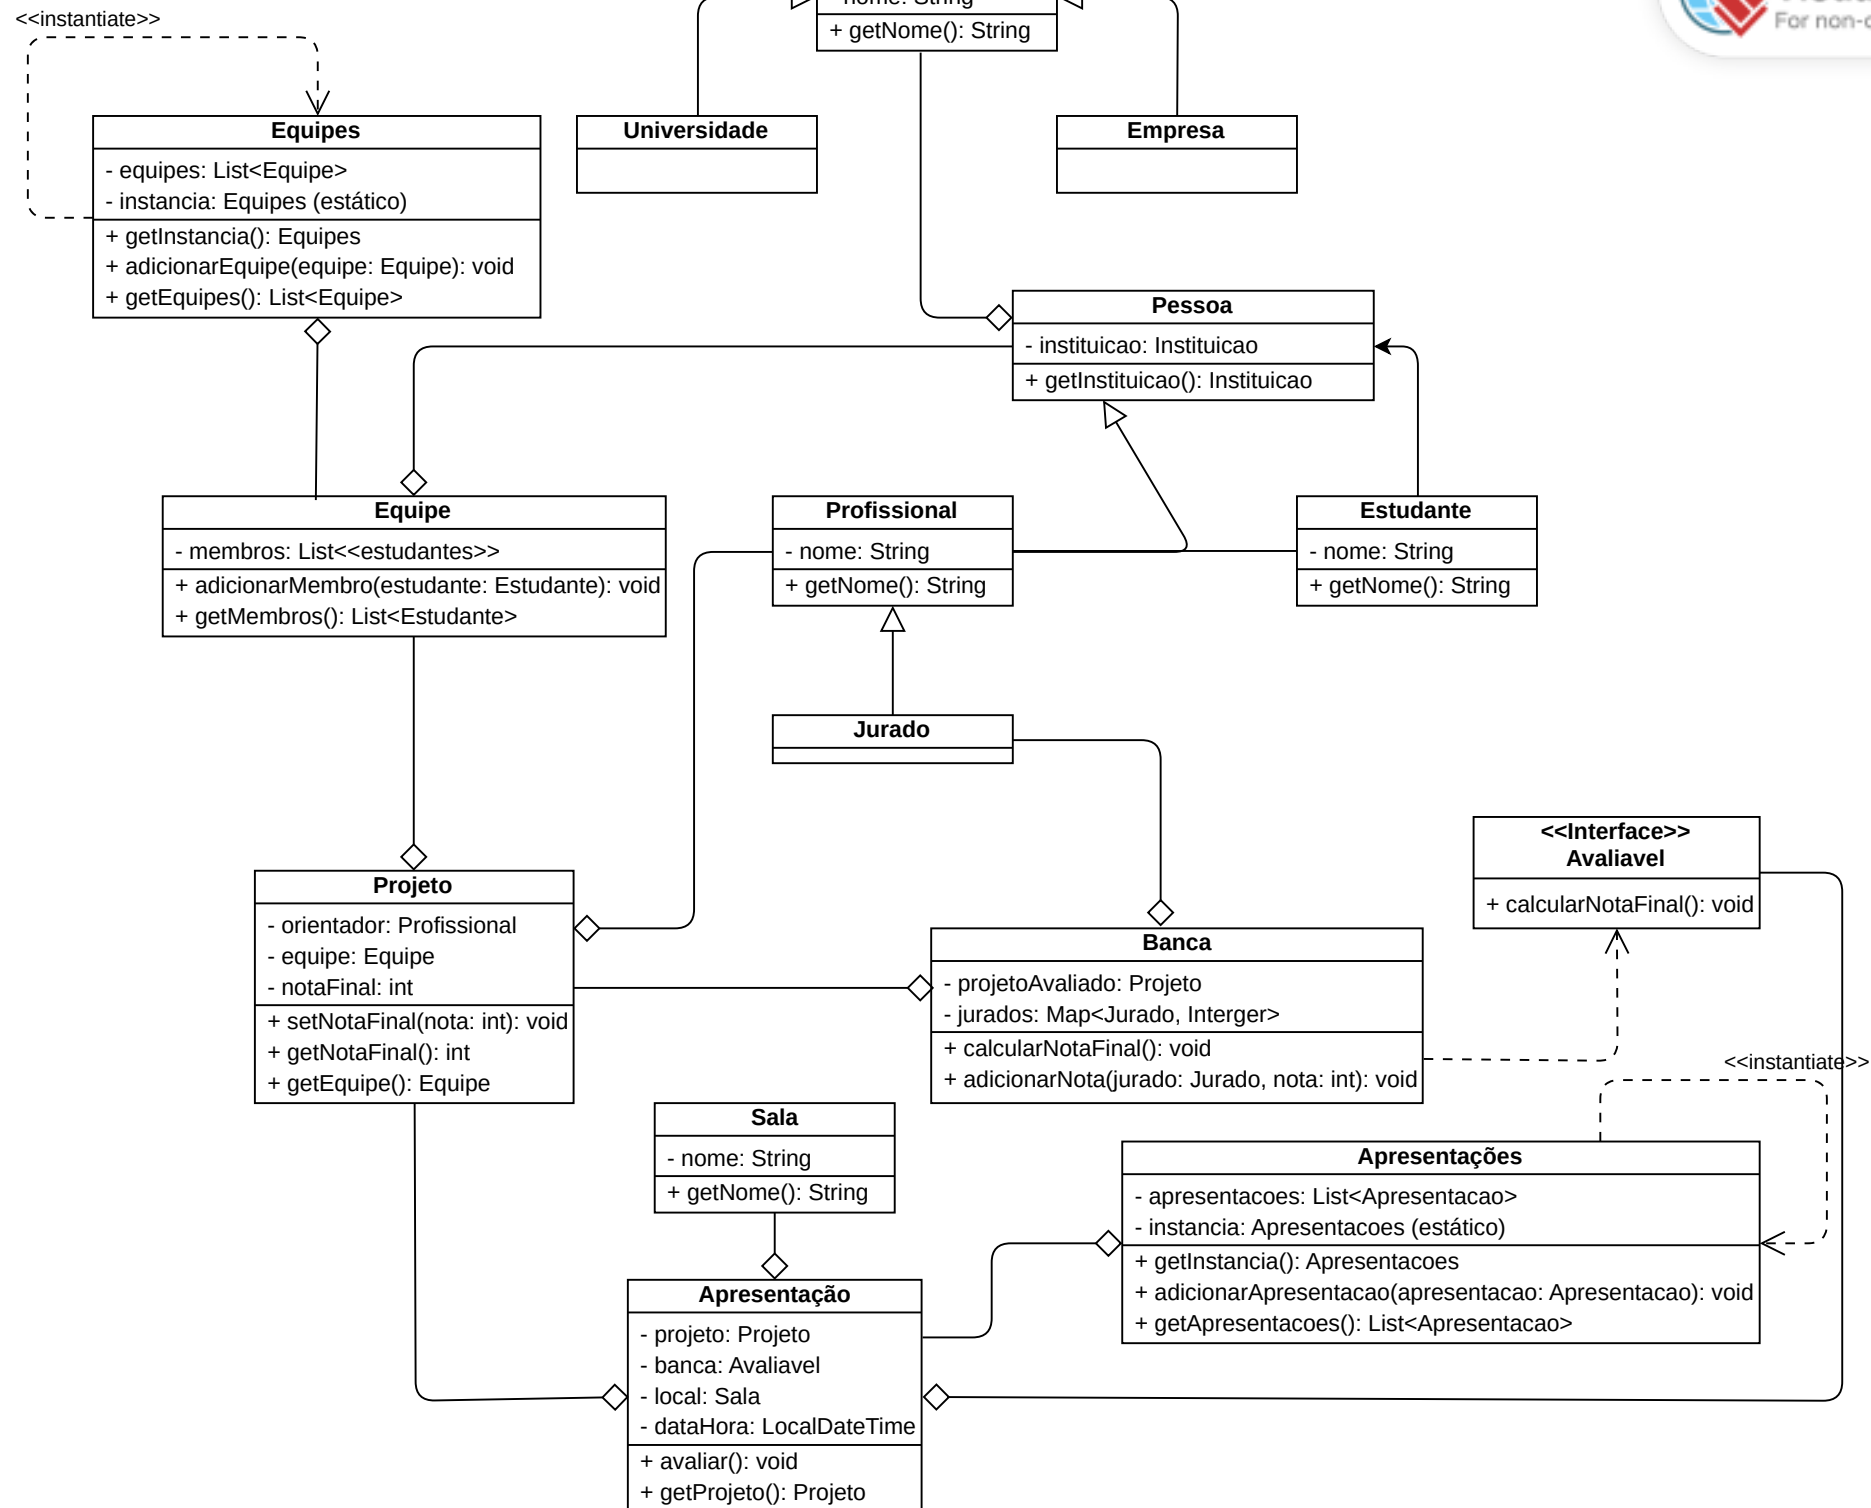 <<instantiate>>
nome: String
+ getNome(): String
For non-c
Equipes
- equipes: List<Equipe>
- instancia: Equipes (estático)
+ getInstancia(): Equipes
+ adicionarEquipe(equipe: Equipe): void
+ getEquipes(): List<Equipe>
Universidade
Empresa
Pessoa
- instituicao: Instituicao
+ getInstituicao(): Instituicao
Equipe
- membros: List<<estudantes>>
+ adicionarMembro(estudante: Estudante): void
+ getMembros(): List<Estudante>
Profissional
- nome: String
+ getNome(): String
Estudante
- nome: String
+ getNome(): String
Jurado
<<Interface>>
Avaliavel
+ calcularNotaFinal(): void
Projeto
- orientador: Profissional
- equipe: Equipe
- notaFinal: int
+ setNotaFinal(nota: int): void
+ getNotaFinal(): int
+ getEquipe(): Equipe
Banca
- projetoAvaliado: Projeto
- jurados: Map<Jurado, Interger>
+ calcularNotaFinal(): void
+ adicionarNota(jurado: Jurado, nota: int): void
<<instantiate>>
Sala
- nome: String
+ getNome(): String
Apresentações
- apresentacoes: List<Apresentacao>
- instancia: Apresentacoes (estático)
+ getInstancia(): Apresentacoes
+ adicionarApresentacao(apresentacao: Apresentacao): void
+ getApresentacoes(): List<Apresentacao>
Apresentação
- projeto: Projeto
- banca: Avaliavel
- local: Sala
- dataHora: LocalDateTime
+ avaliar(): void
+ getProjeto(): Projeto